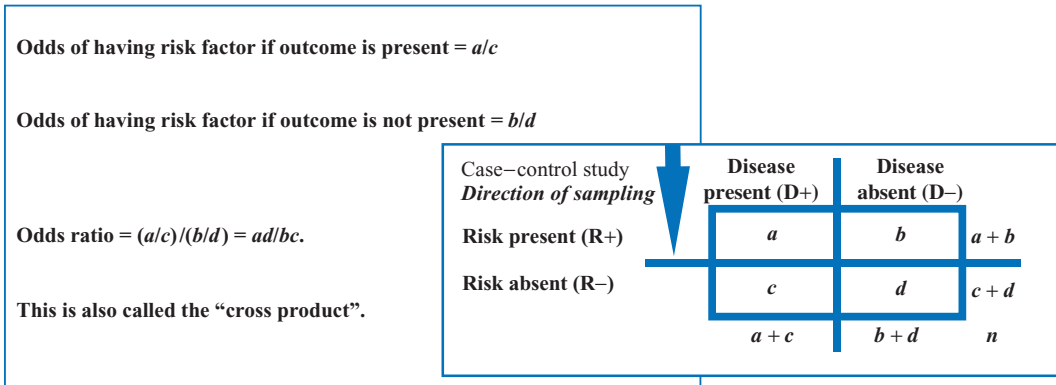 Odds of having risk factor if outcome is present = a/c
Odds of having risk factor if outcome is not present = b/d
Odds ratio = (a/c)/(b/d) = ad/bc.
This is also called the “cross product”.
Case–control study
Direction of sampling
Disease present (D+)
Disease absent (D–)
Risk present (R+) a b a + b
Risk absent (R–) c d c + d
a + c b + d n